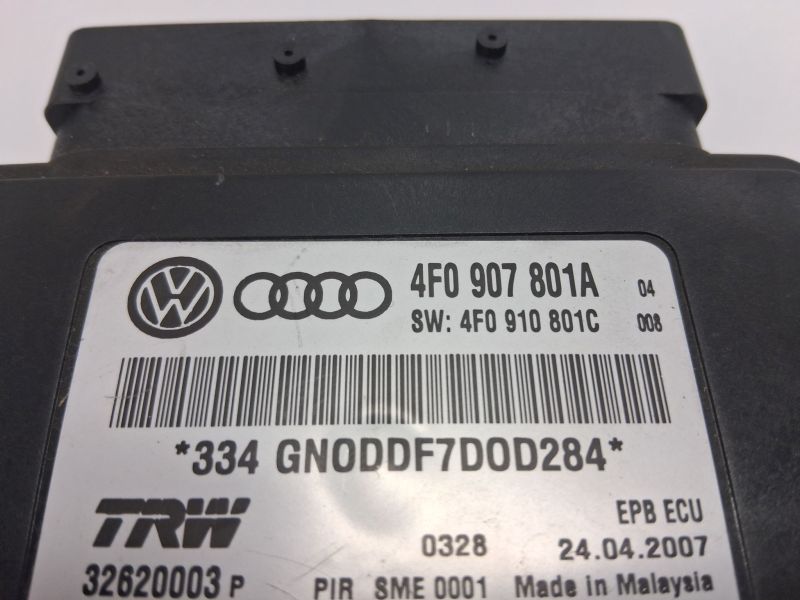 4F0 907 801A 04
SW: 4F0 910 801C 008
*334 GN0DDF7D0D284*
TRW EPB ECU
0328 24.04.2007
32620003 P PIR SME 0001 Made in Malaysia